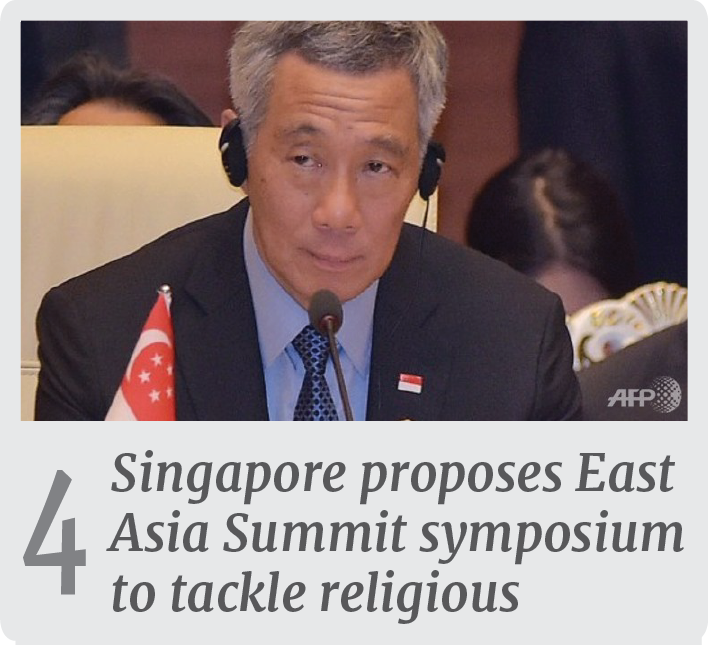 AFP
4
Singapore proposes East
Asia Summit symposium
to tackle religious